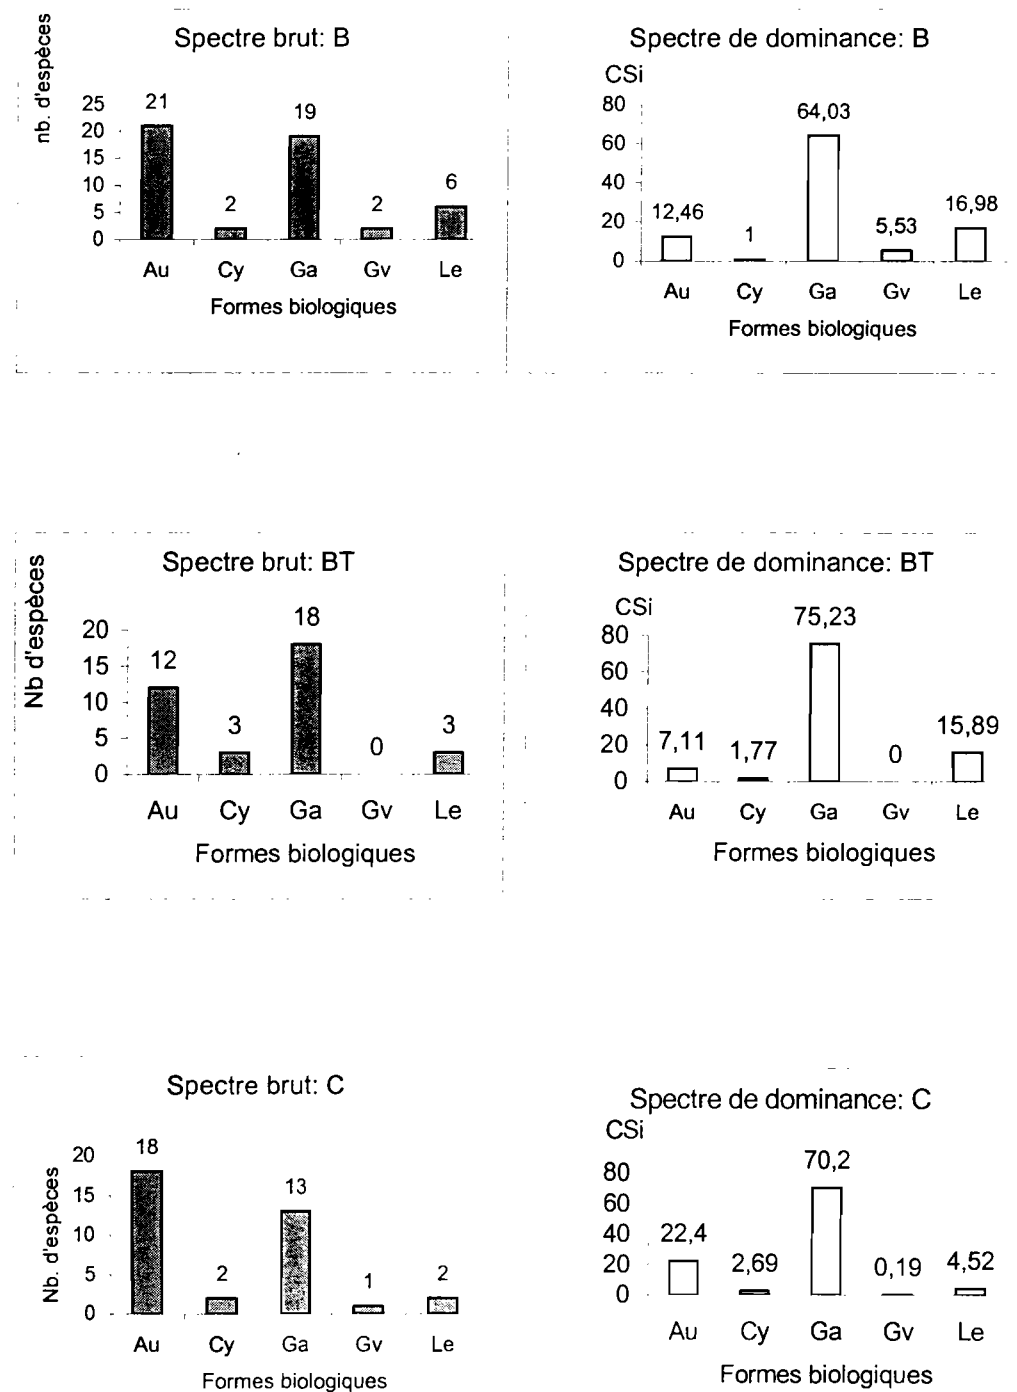 Spectre brut: B
nb. d'espèces
25
20
15
10
5
0
21
2
19
2
6
Au Cy Ga Gv Le
Formes biologiques
Spectre de dominance: B
CSi
80
60
40
20
0
12,46
1
64,03
5,53
16,98
Au Cy Ga Gv Le
Formes biologiques
Spectre brut: BT
Nb d'espèces
20
15
10
5
0
12
3
18
0
3
Au Cy Ga Gv Le
Formes biologiques
Spectre de dominance: BT
CSi
80
60
40
20
0
7,11
1,77
75,23
0
15,89
Au Cy Ga Gv Le
Formes biologiques
Spectre brut: C
Nb. d'espèces
20
15
10
5
0
18
2
13
1
2
Au Cy Ga Gv Le
Formes biologiques
Spectre de dominance: C
CSi
80
60
40
20
0
22,4
2,69
70,2
0,19
4,52
Au Cy Ga Gv Le
Formes biologiques